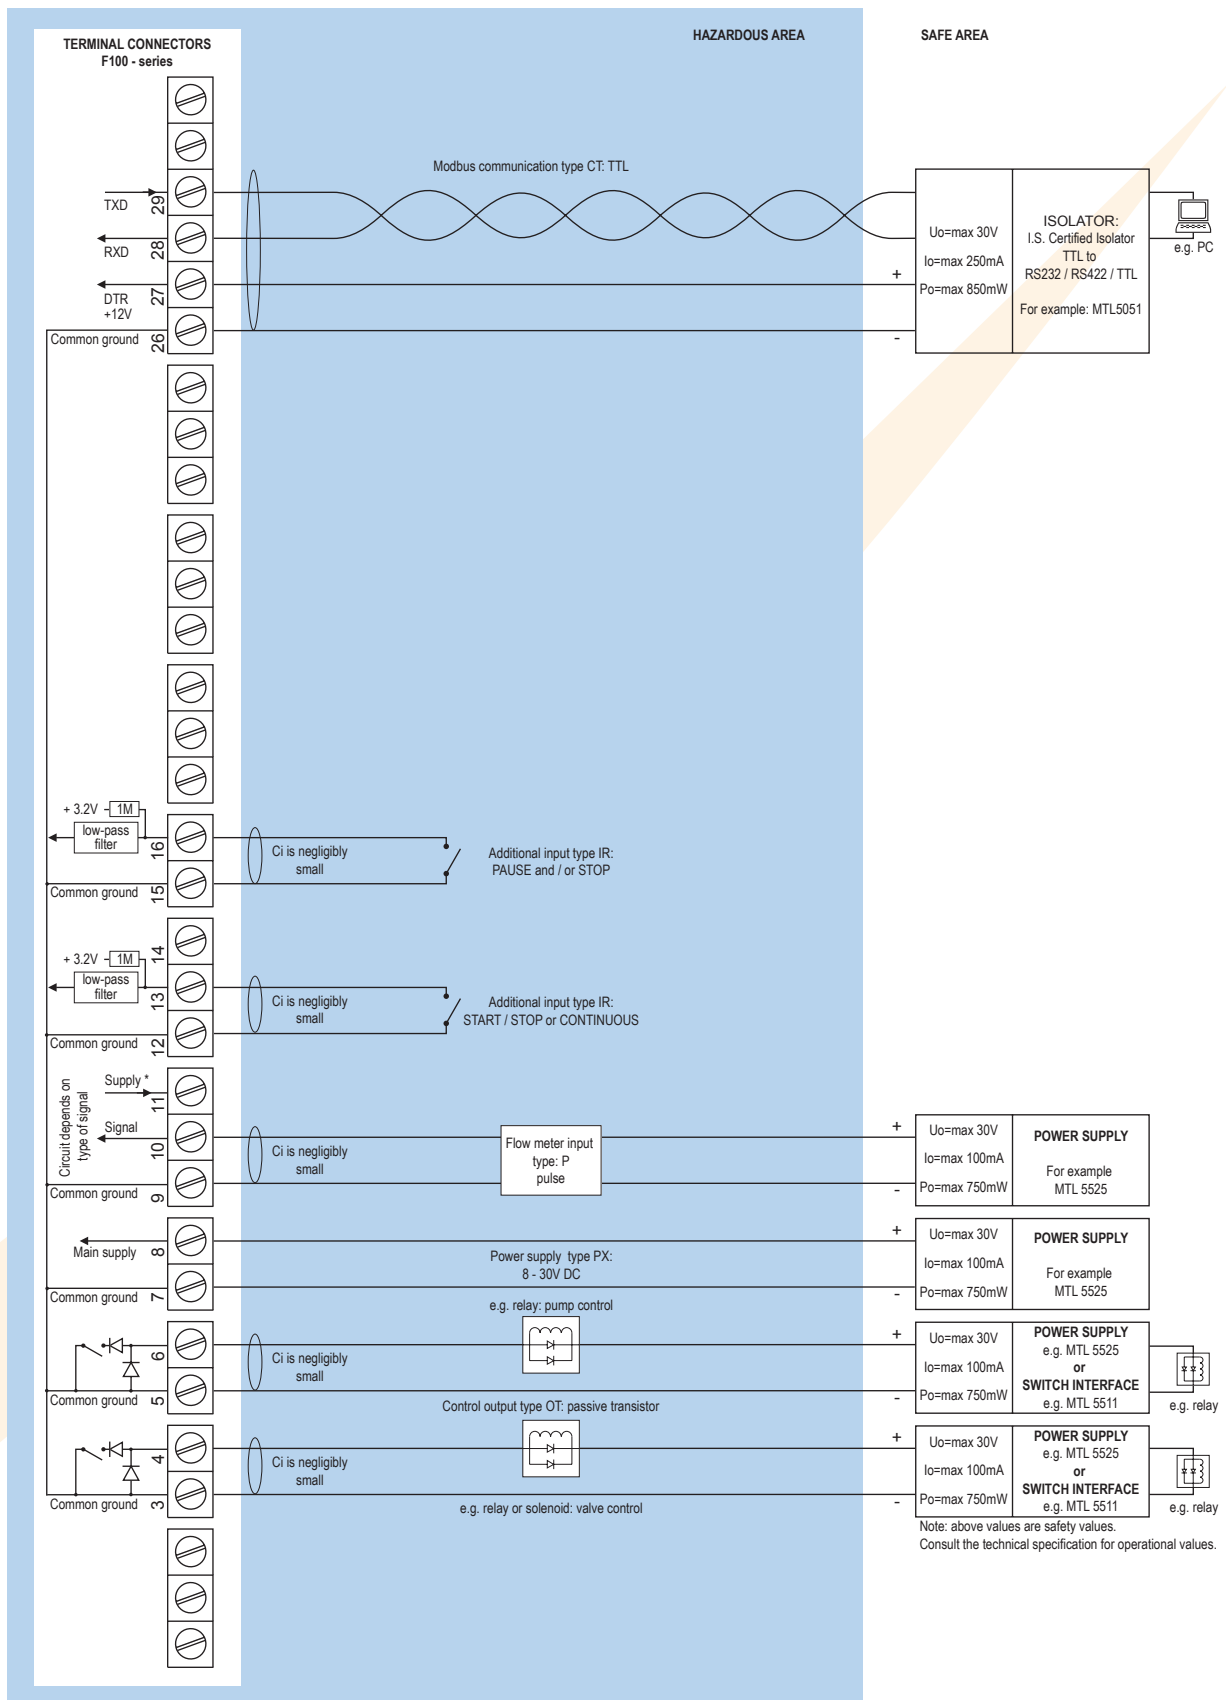 HAZARDOUS AREA
SAFE AREA
TERMINAL CONNECTORS
F100 - series
Modbus communication type CT: TTL
TXD
29
RXD
28
DTR
+12V
27
Common ground
26
+
-
Uo=max 30V
Io=max 250mA
Po=max 850mW
ISOLATOR:
I.S. Certified Isolator
TTL to
RS232 / RS422 / TTL
For example: MTL5051
e.g. PC
+ 3.2V
1M
low-pass
filter
16
Common ground
15
Ci is negligibly
small
Additional input type IR:
PAUSE and / or STOP
14
+ 3.2V
1M
low-pass
filter
13
Common ground
12
Ci is negligibly
small
Additional input type IR:
START / STOP or CONTINUOUS
Circuit depends on
type of signal
Supply *
11
Signal
10
Common ground
9
Ci is negligibly
small
Flow meter input
type: P
pulse
+
-
Uo=max 30V
Io=max 100mA
Po=max 750mW
POWER SUPPLY
For example
MTL 5525
Main supply
8
Common ground
7
Power supply type PX:
8 - 30V DC
+
-
Uo=max 30V
Io=max 100mA
Po=max 750mW
POWER SUPPLY
For example
MTL 5525
e.g. relay: pump control
6
Common ground
5
Ci is negligibly
small
Control output type OT: passive transistor
+
-
Uo=max 30V
Io=max 100mA
Po=max 750mW
POWER SUPPLY
e.g. MTL 5525
or
SWITCH INTERFACE
e.g. MTL 5511
e.g. relay
4
Common ground
3
Ci is negligibly
small
e.g. relay or solenoid: valve control
+
-
Uo=max 30V
Io=max 100mA
Po=max 750mW
POWER SUPPLY
e.g. MTL 5525
or
SWITCH INTERFACE
e.g. MTL 5511
e.g. relay
Note: above values are safety values.
Consult the technical specification for operational values.